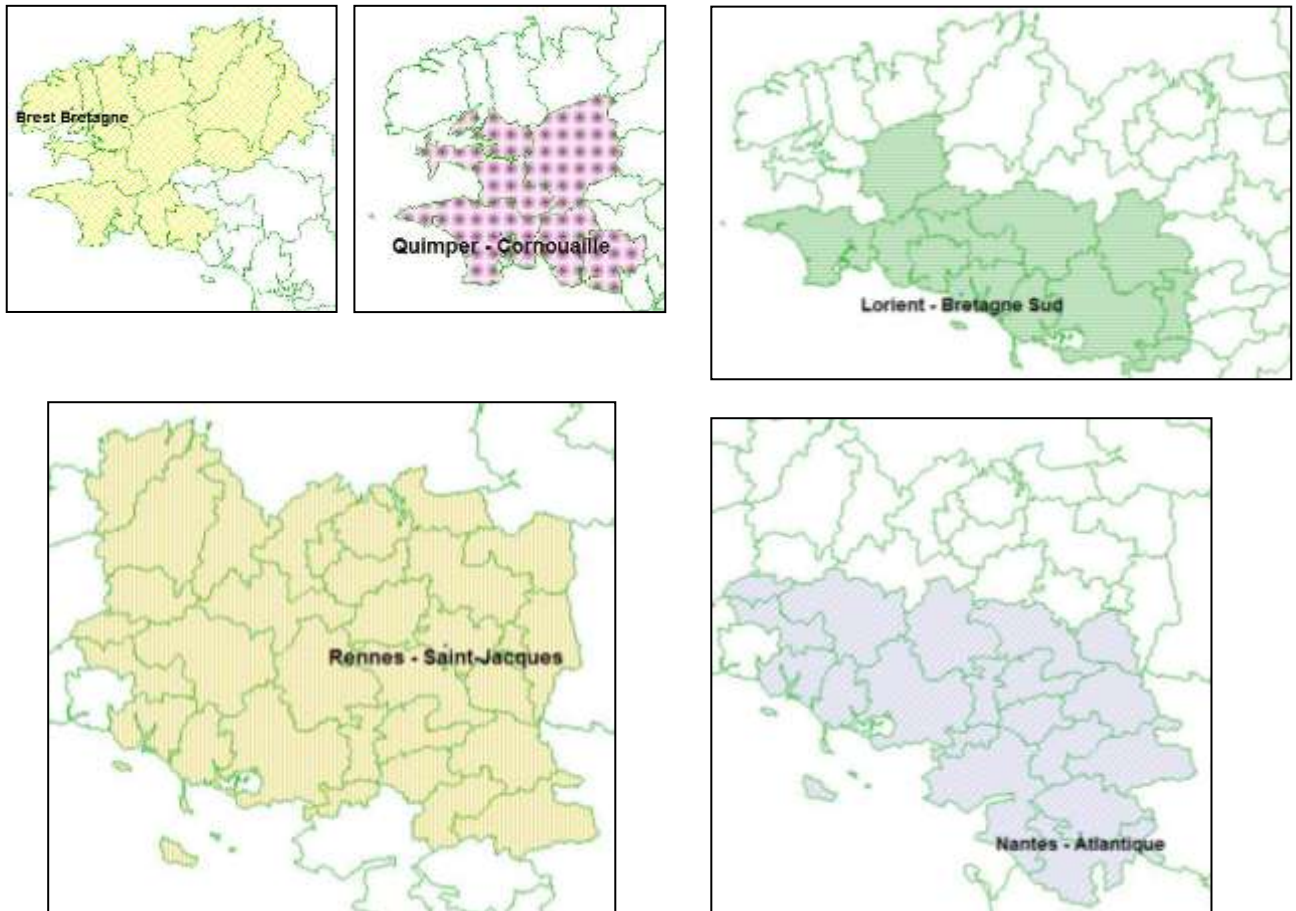 Brest Bretagne
Quimper - Cornouaille
Lorient - Bretagne Sud
Rennes - Saint-Jacques
Nantes - Atlantique